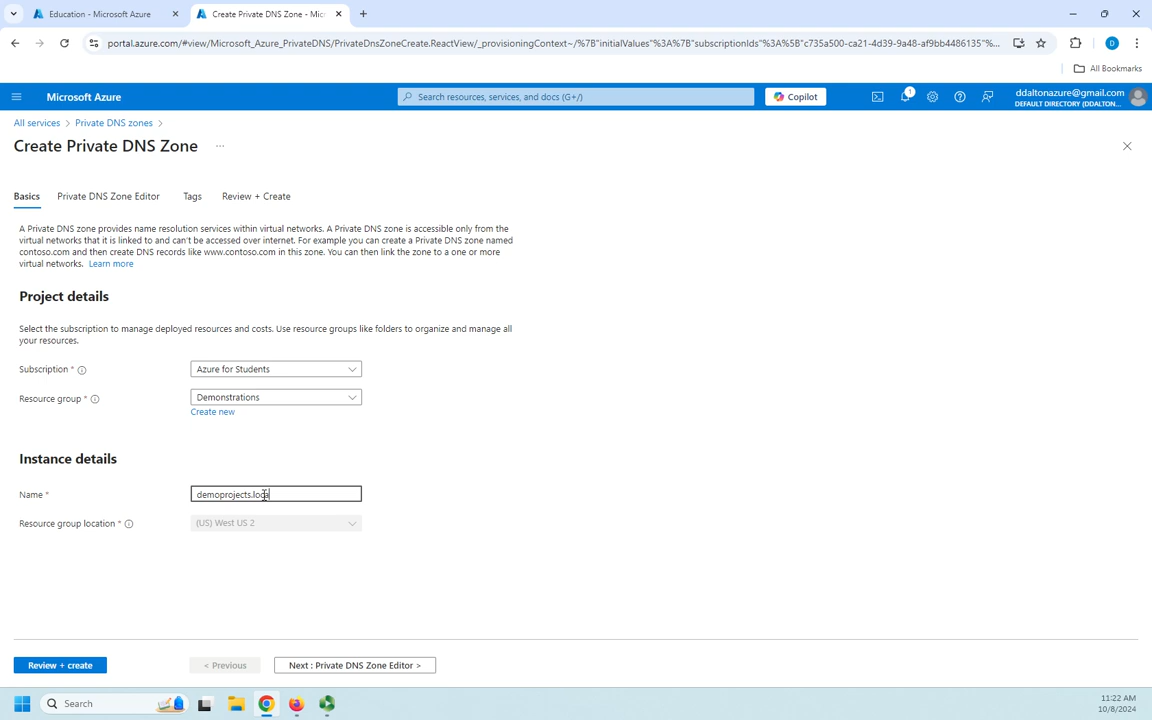 Education - Microsoft Azure
Create Private DNS Zone - Mic
portal.azure.com/#view/Microsoft_Azure_PrivateDNS/PrivateDnsZoneCreate.ReactView/_provisioningContext~/%7B"initialValues"%3A%7B"subscriptionIds"%3A%5B"c735a500-ca21-4d39-9a48-af9bb4486135"%...
D
All Bookmarks
Microsoft Azure
Search resources, services, and docs (G+/)
Copilot
1
ddaltonazure@gmail.com
DEFAULT DIRECTORY (DDALTON...
All services > Private DNS zones >
Create Private DNS Zone ...
Basics Private DNS Zone Editor Tags Review + Create
A Private DNS zone provides name resolution services within virtual networks. A Private DNS zone is accessible only from the
virtual networks that it is linked to and can't be accessed over internet. For example you can create a Private DNS zone named
contoso.com and then create DNS records like www.contoso.com in this zone. You can then link the zone to a one or more
virtual networks. Learn more
Project details
Select the subscription to manage deployed resources and costs. Use resource groups like folders to organize and manage all
your resources.
Subscription * Azure for Students
Resource group * Demonstrations
Create new
Instance details
Name * demoprojects.loca
Resource group location * (US) West US 2
Review + create < Previous Next : Private DNS Zone Editor >
Search
11:22 AM
10/8/2024